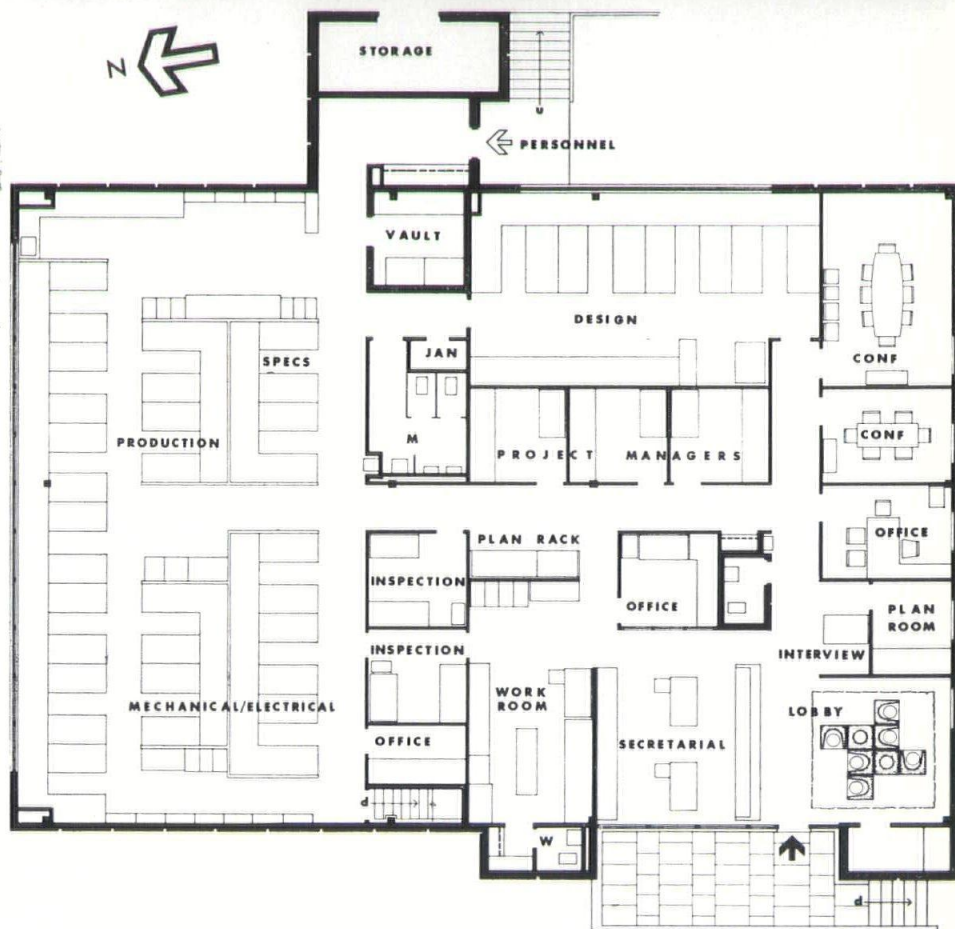 STORAGE
N
u
PERSONNEL
VAULT
DESIGN
JAN
SPECS
CONF
M
PRODUCTION
PROJECT MANAGERS
CONF
PLAN RACK
OFFICE
INSPECTION
OFFICE
PLAN
ROOM
INSPECTION
INTERVIEW
WORK
ROOM
MECHANICAL/ELECTRICAL
LOBBY
OFFICE
SECRETARIAL
d
W
d